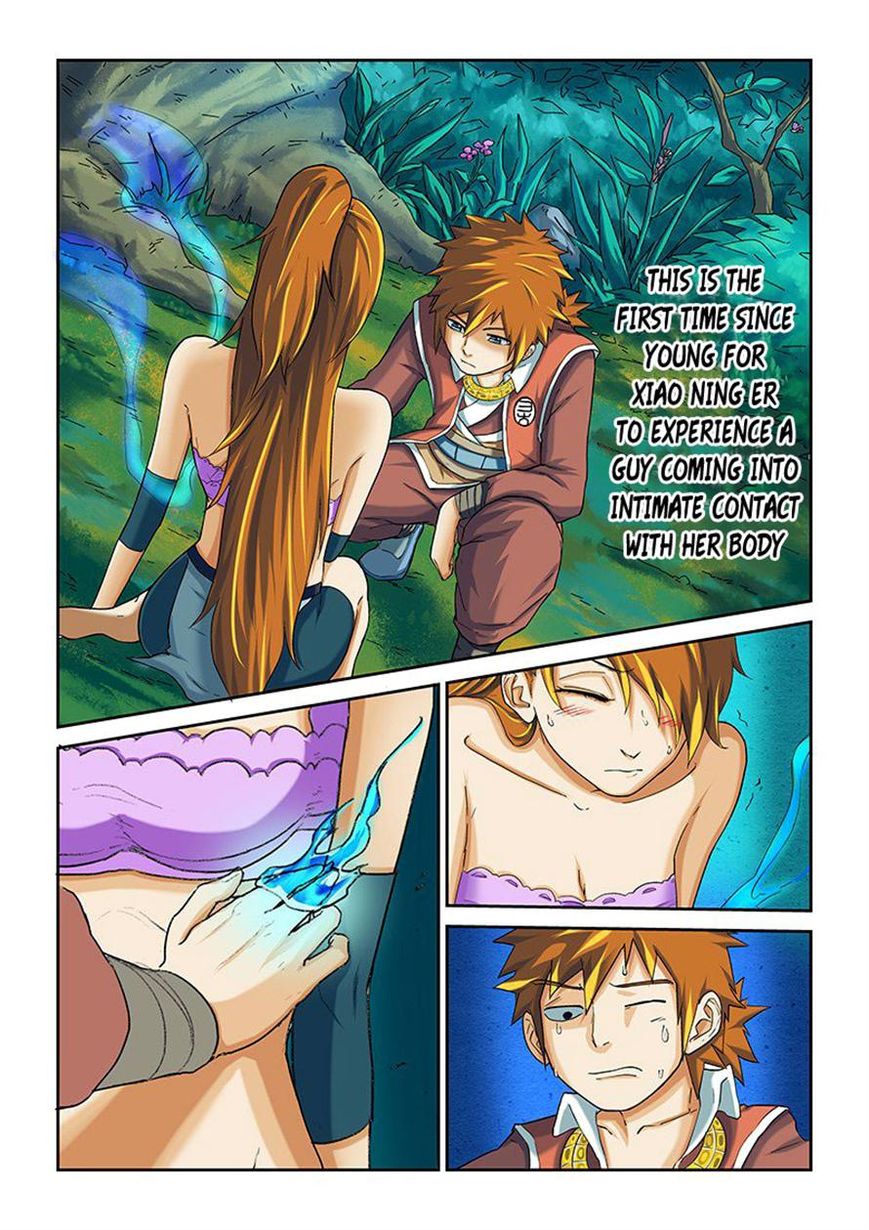 THIS IS THE
FIRST TIME SINCE
YOUNG FOR
XIAO NING ER
TO EXPERIENCE A
GUY COMING INTO
INTIMATE CONTACT
WITH HER BODY